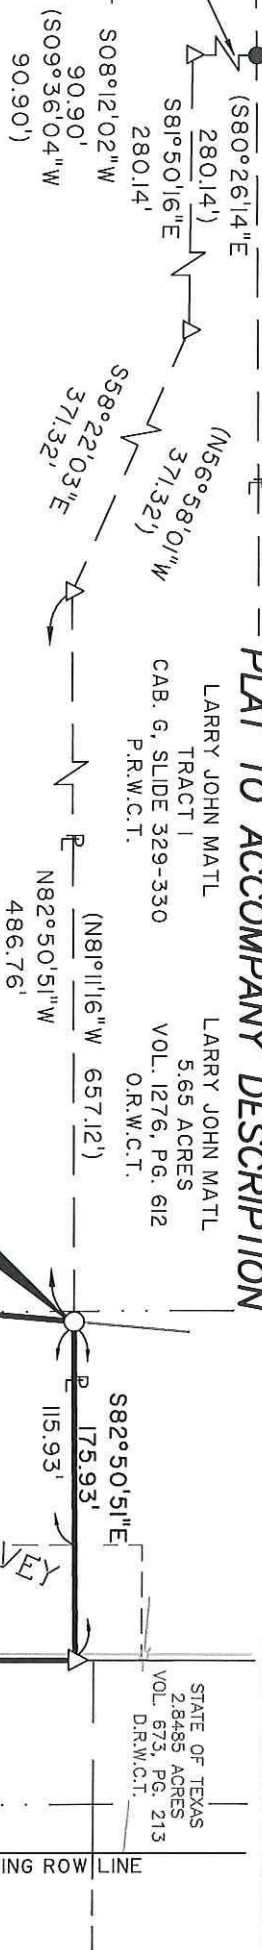 PLAT TO ACCOMPANY DESCRIPTION
(S80°26'14"E
280.14')
S81°50'16"E
280.14'
S08°12'02"W
90.90'
(S09°36'04"W
90.90')
(N56°58'01"W
371.32')
S58°22'03"E
371.32'
LARRY JOHN MATL
TRACT 1
CAB. G, SLIDE 329-330
P.R.W.C.T.
LARRY JOHN MATL
5.65 ACRES
VOL. 1276, PG. 612
O.R.W.C.T.
(N81°11'16"W 657.12')
N82°50'51"W
486.76'
S82°50'51"E
175.93'
115.93'
VEY
STATE OF TEXAS
2.8485 ACRES
VOL. 673, PG. 213
D.R.W.C.T.
ING ROW LINE